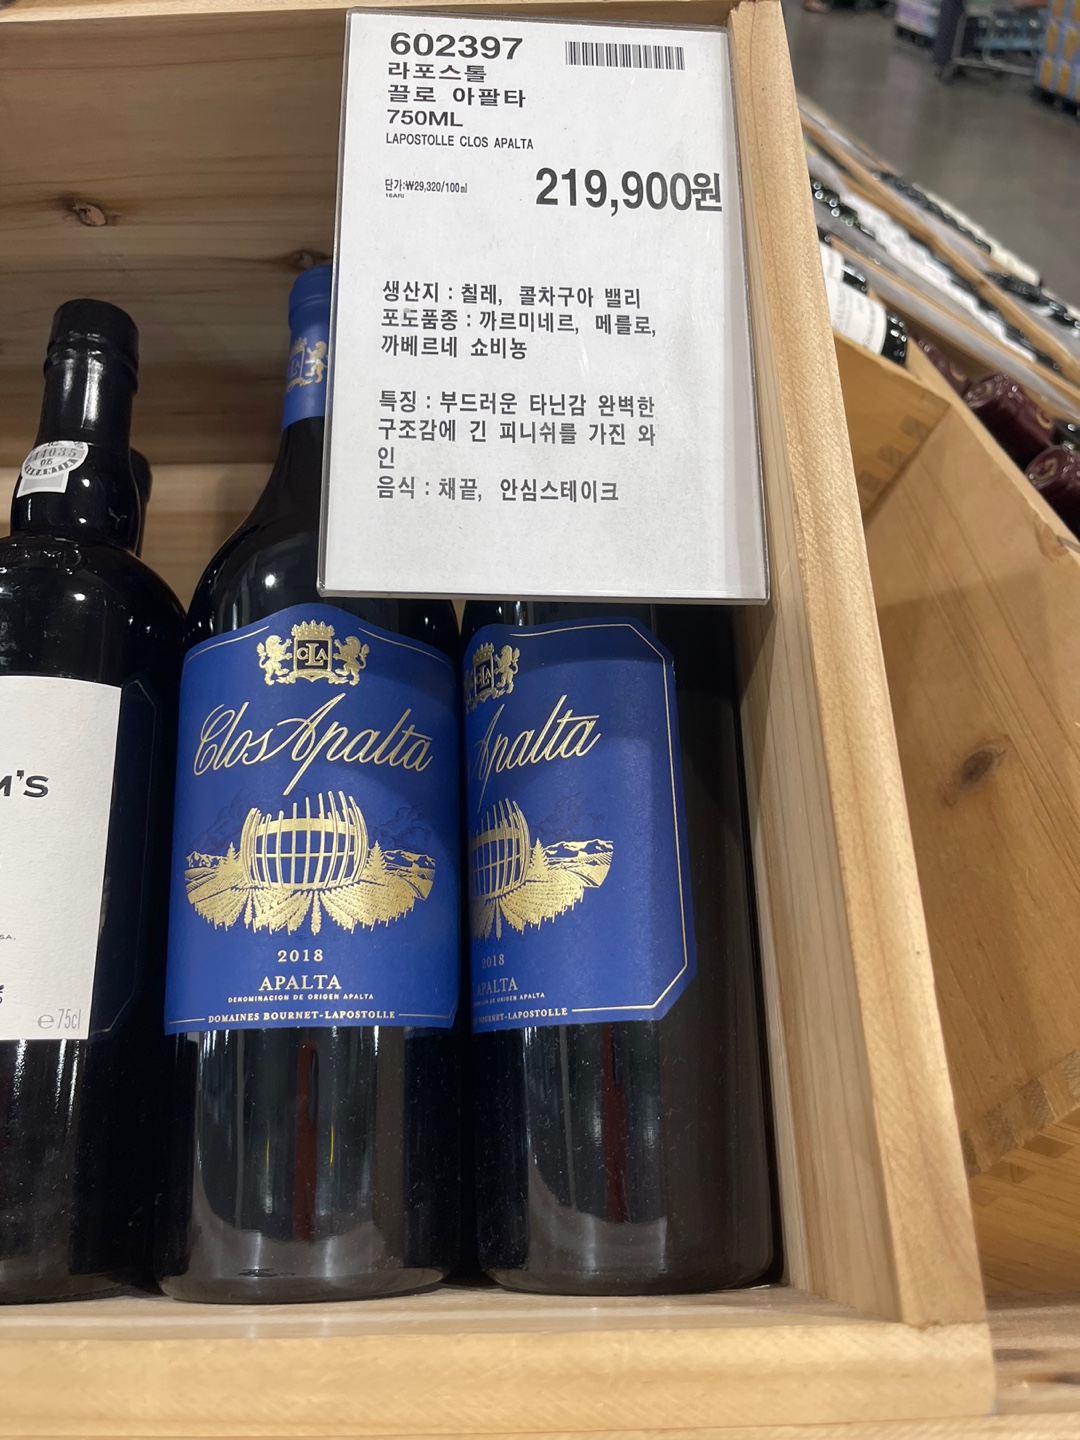 602397
라포스톨
끌로 아팔타
750ML
LAPOSTOLLE CLOS APALTA
단가:₩29,320/100㎖
219,900원
생산지 : 칠레, 콜차구아 밸리
포도품종 : 까르미네르, 메를로,
까베르네 쇼비뇽
특징 : 부드러운 타닌감 완벽한
구조감에 긴 피니쉬를 가진 와
인
음식 : 채끝, 안심스테이크
CLA
Clos Apalta
2018
APALTA
DENOMINACION DE ORIGEN APALTA
DOMAINES BOURNET-LAPOSTOLLE
CLA
Apalta
2018
APALTA
BOURNET-LAPOSTOLLE
M'S
e75cl